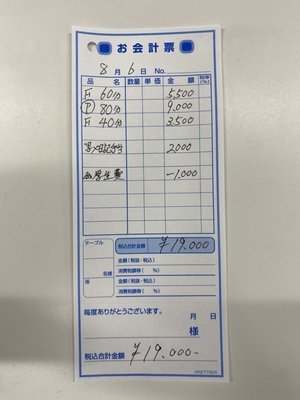 お会計票
8月6日 No.
品名 数量 単価 金額 税率(%)
F 60分 5,500
Ⓟ 80分 9,000
F 40分 3,500
2000
-1,000
テーブル 税込合計金額 ¥19,000
金額(税抜・税込)
名様 消費税額等( %)
係 金額(税抜・税込)
消費税額等( %)
毎度ありがとうございます。 月 日
様
税込合計金額 ¥19,000-